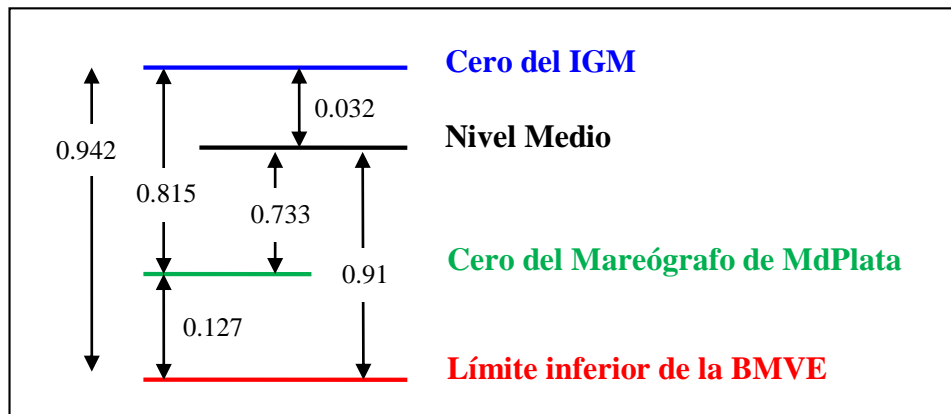 Cero del IGM
0.032
Nivel Medio
0.942
0.815
0.733
Cero del Mareógrafo de MdPlata
0.91
0.127
Límite inferior de la BMVE